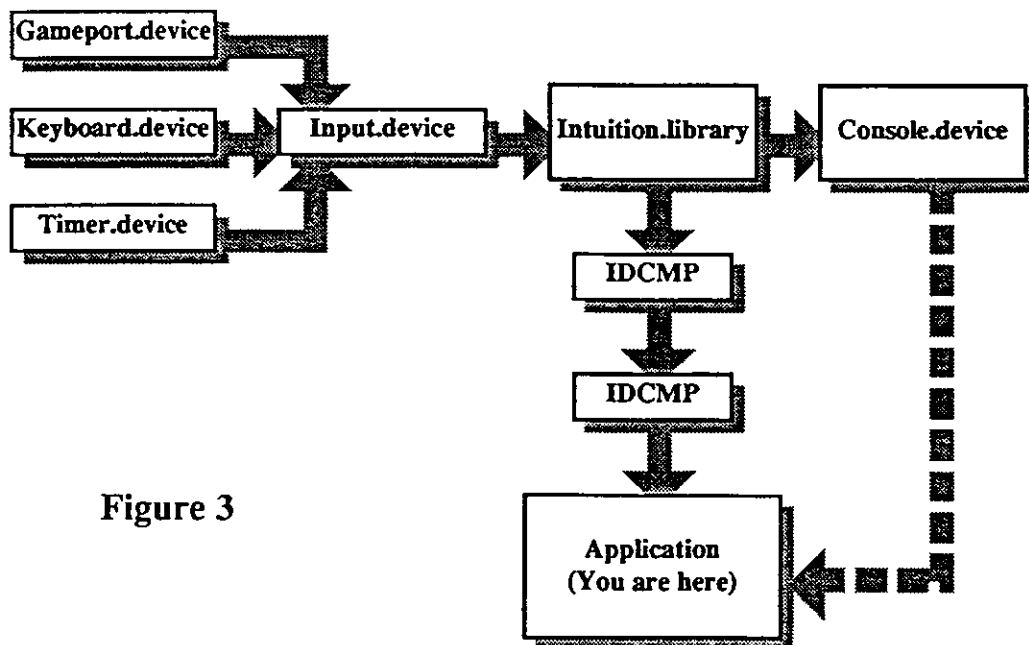 Gameport.device
Keyboard.device
Input.device
Intuition.library
Console.device
Timer.device
IDCMP
IDCMP
Figure 3
Application
(You are here)